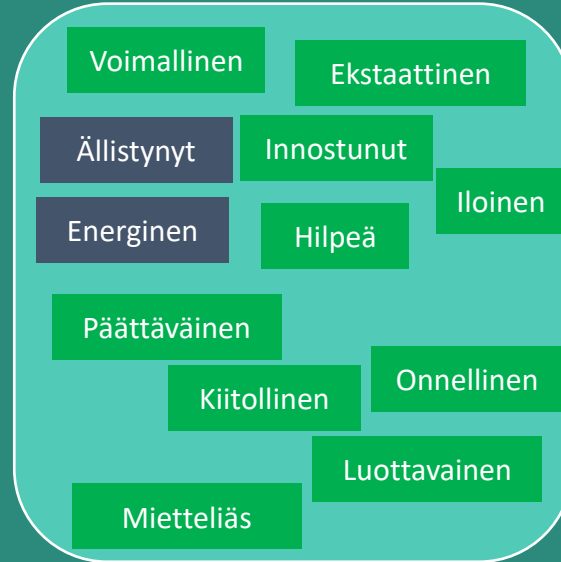 Voimallinen
Ekstaattinen
Ällistynyt
Innostunut
Iloinen
Energinen
Hilpeä
Päättäväinen
Onnellinen
Kiitollinen
Luottavainen
Mietteliäs